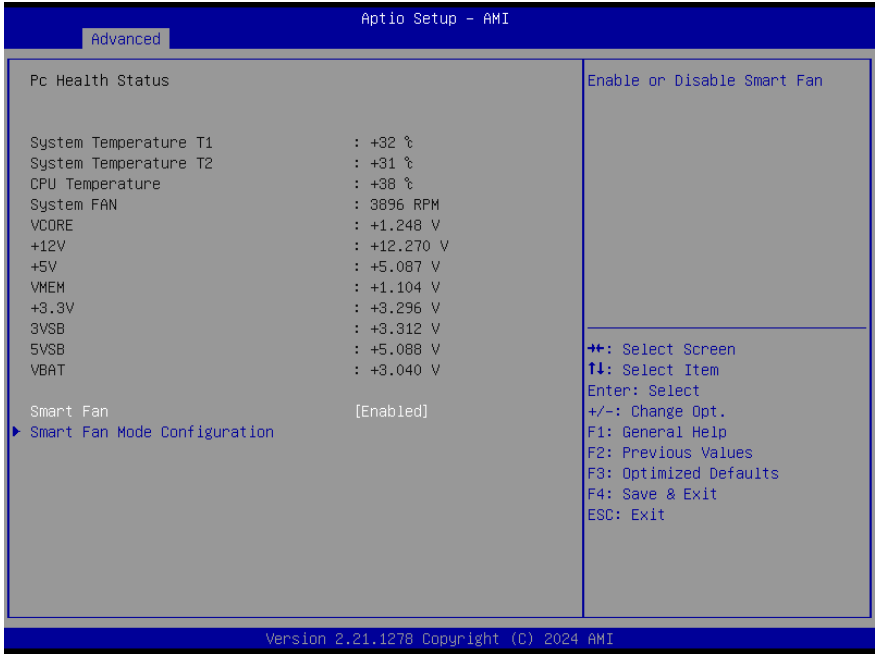 Aptio Setup – AMI
Advanced
Pc Health Status
System Temperature T1 : +32 ℃
System Temperature T2 : +31 ℃
CPU Temperature : +38 ℃
System FAN : 3896 RPM
VCORE : +1.248 V
+12V : +12.270 V
+5V : +5.087 V
VMEM : +1.104 V
+3.3V : +3.296 V
3VSB : +3.312 V
5VSB : +5.088 V
VBAT : +3.040 V
Smart Fan [Enabled]
Smart Fan Mode Configuration
Enable or Disable Smart Fan
→←: Select Screen
↑↓: Select Item
Enter: Select
+/-: Change Opt.
F1: General Help
F2: Previous Values
F3: Optimized Defaults
F4: Save & Exit
ESC: Exit
Version 2.21.1278 Copyright (C) 2024 AMI